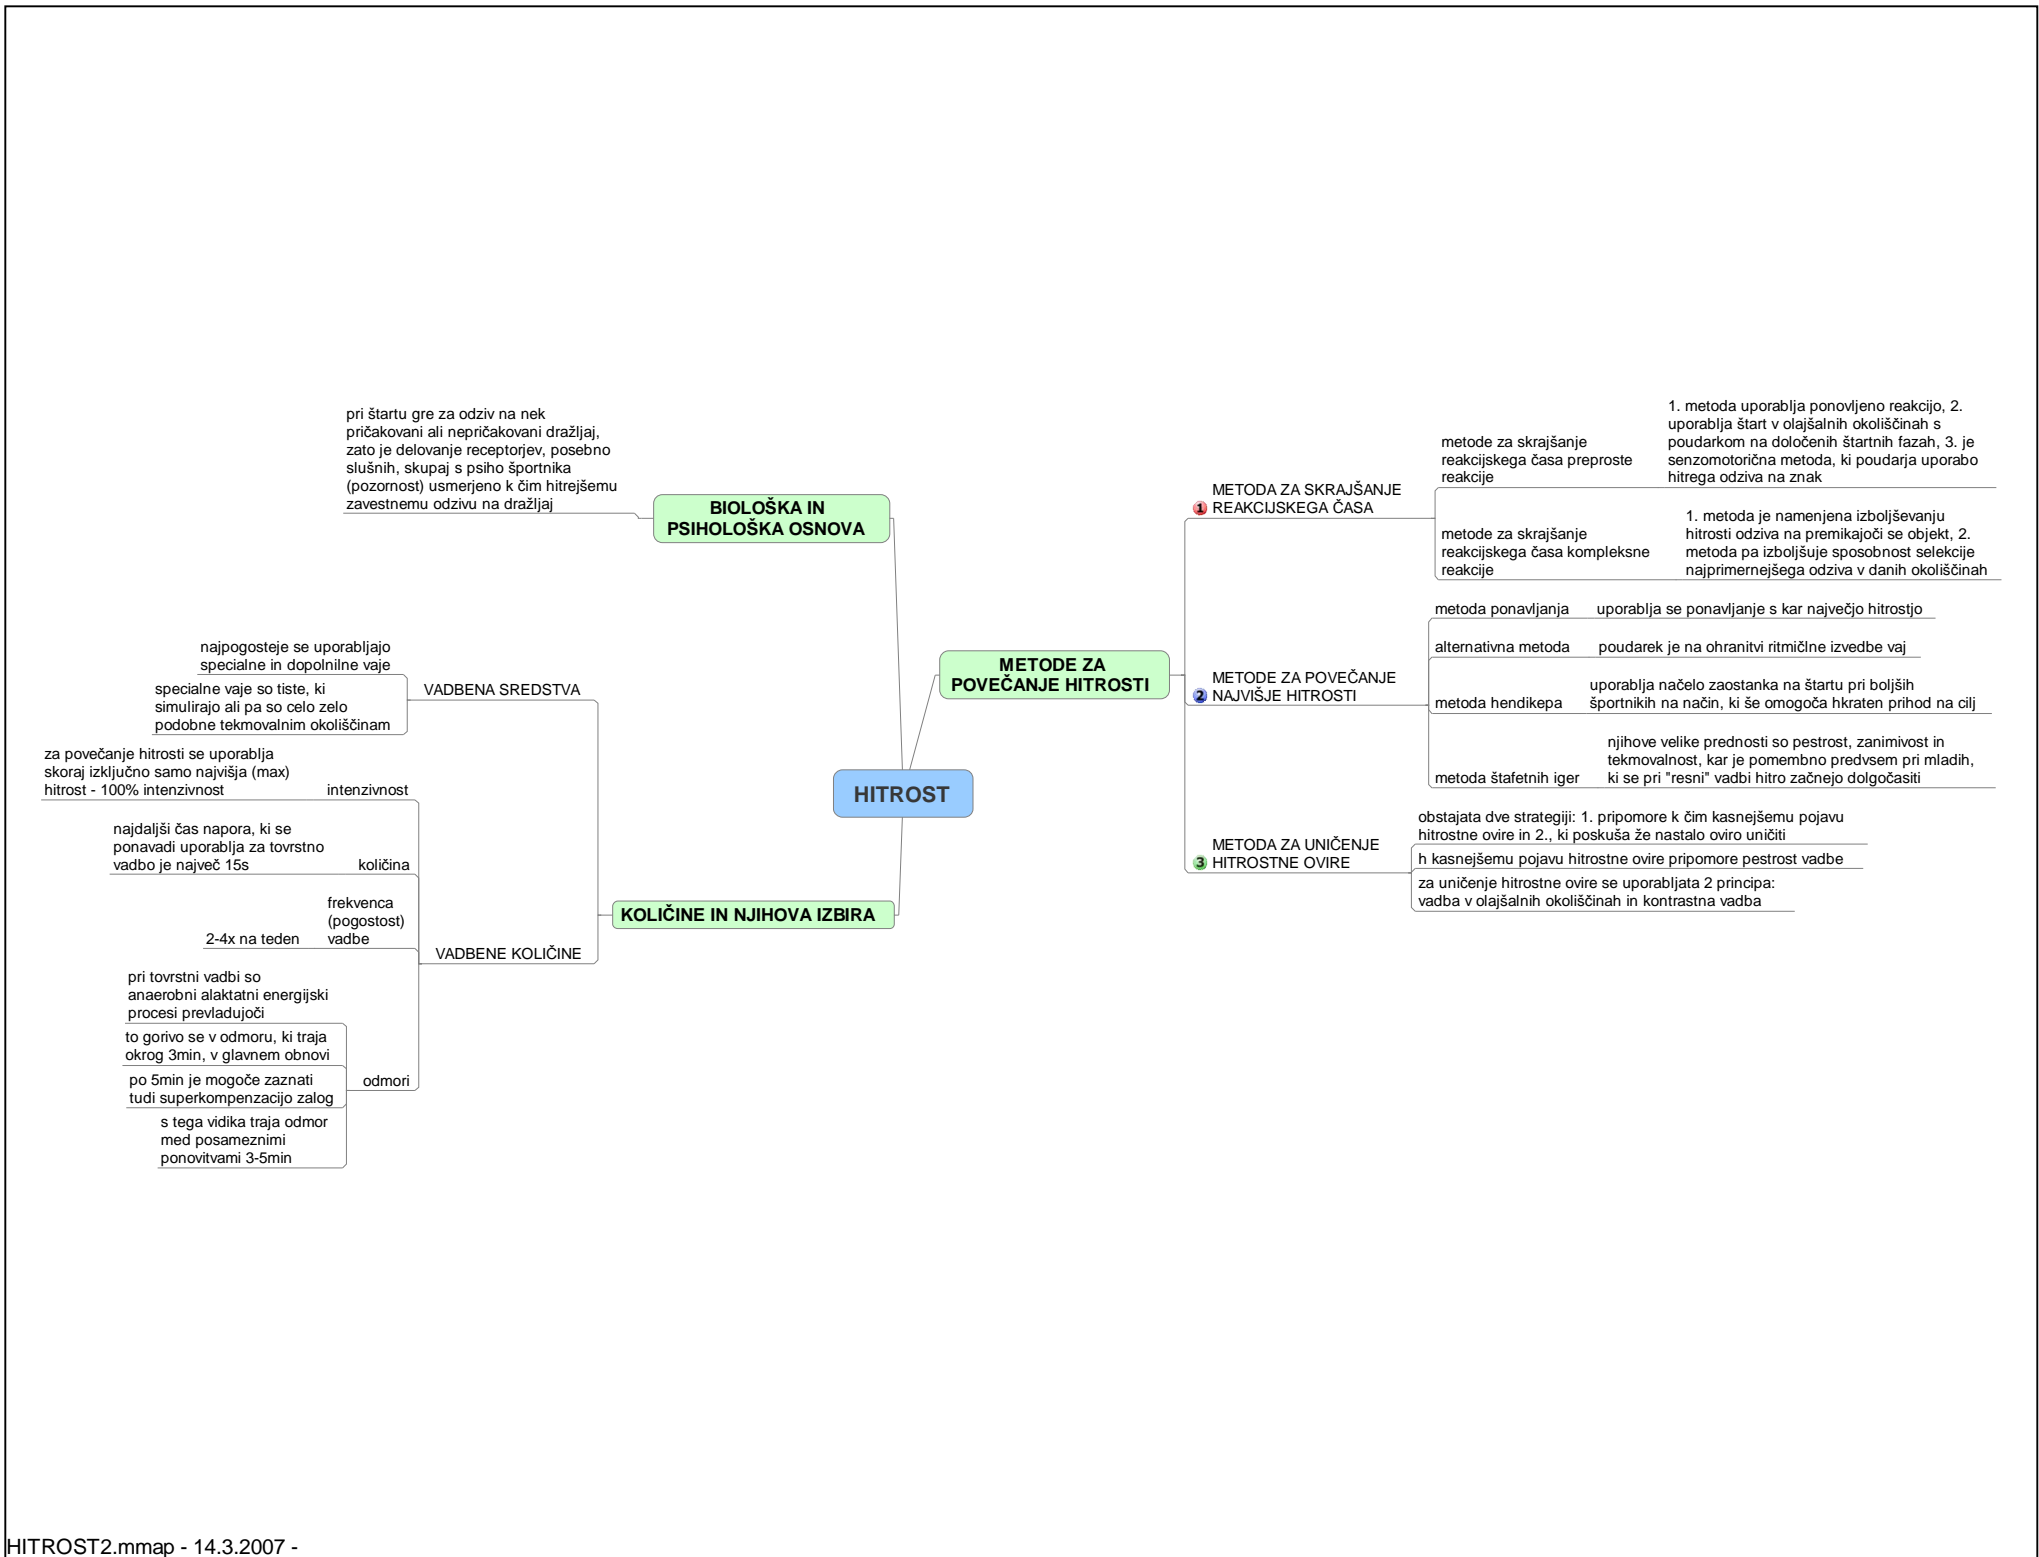 HITROST
BIOLOŠKA IN
PSIHOLOŠKA OSNOVA
pri štartu gre za odziv na nek
pričakovani ali nepričakovani dražljaj,
zato je delovanje receptorjev, posebno
slušnih, skupaj s psiho športnika
(pozornost) usmerjeno k čim hitrejšemu
zavestnemu odzivu na dražljaj
METODE ZA
POVEČANJE HITROSTI
1
METODA ZA SKRAJŠANJE
REAKCIJSKEGA ČASA
metode za skrajšanje
reakcijskega časa preproste
reakcije
1. metoda uporablja ponovljeno reakcijo, 2.
uporablja štart v olajšalnih okoliščinah s
poudarkom na določenih štartnih fazah, 3. je
senzomotorična metoda, ki poudarja uporabo
hitrega odziva na znak
metode za skrajšanje
reakcijskega časa kompleksne
reakcije
1. metoda je namenjena izboljševanju
hitrosti odziva na premikajoči se objekt, 2.
metoda pa izboljšuje sposobnost selekcije
najprimernejšega odziva v danih okoliščinah
2
METODE ZA POVEČANJE
NAJVIŠJE HITROSTI
metoda ponavljanja
uporablja se ponavljanje s kar največjo hitrostjo
alternativna metoda
poudarek je na ohranitvi ritmičlne izvedbe vaj
metoda hendikepa
uporablja načelo zaostanka na štartu pri boljših
športnikih na način, ki še omogoča hkraten prihod na cilj
metoda štafetnih iger
njihove velike prednosti so pestrost, zanimivost in
tekmovalnost, kar je pomembno predvsem pri mladih,
ki se pri "resni" vadbi hitro začnejo dolgočasiti
3
METODA ZA UNIČENJE
HITROSTNE OVIRE
obstajata dve strategiji: 1. pripomore k čim kasnejšemu pojavu
hitrostne ovire in 2., ki poskuša že nastalo oviro uničiti
h kasnejšemu pojavu hitrostne ovire pripomore pestrost vadbe
za uničenje hitrostne ovire se uporabljata 2 principa:
vadba v olajšalnih okoliščinah in kontrastna vadba
KOLIČINE IN NJIHOVA IZBIRA
VADBENA SREDSTVA
najpogosteje se uporabljajo
specialne in dopolnilne vaje
specialne vaje so tiste, ki
simulirajo ali pa so celo zelo
podobne tekmovalnim okoliščinam
VADBENE KOLIČINE
intenzivnost
za povečanje hitrosti se uporablja
skoraj izključno samo najvišja (max)
hitrost - 100% intenzivnost
količina
najdaljši čas napora, ki se
ponavadi uporablja za tovrstno
vadbo je največ 15s
frekvenca
(pogostost)
vadbe
2-4x na teden
odmori
pri tovrstni vadbi so
anaerobni alaktatni energijski
procesi prevladujoči
to gorivo se v odmoru, ki traja
okrog 3min, v glavnem obnovi
po 5min je mogoče zaznati
tudi superkompenzacijo zalog
s tega vidika traja odmor
med posameznimi
ponovitvami 3-5min
HITROST2.mmap - 14.3.2007 -